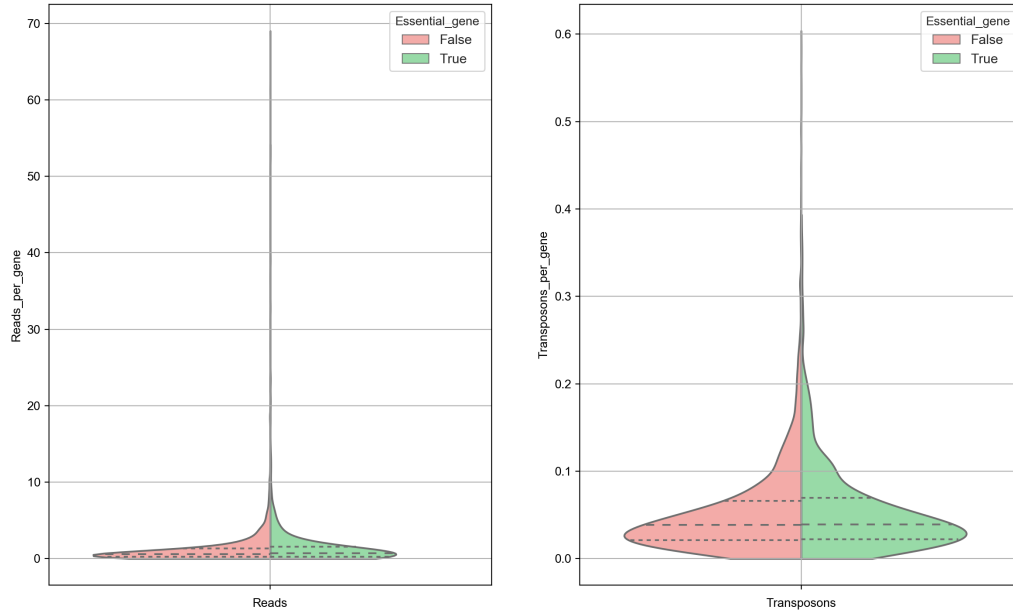 Essential_gene
False
True
70
60
50
40
30
20
10
0
Reads_per_gene
Reads
Essential_gene
False
True
0.6
0.5
0.4
0.3
0.2
0.1
0.0
Transposons_per_gene
Transposons